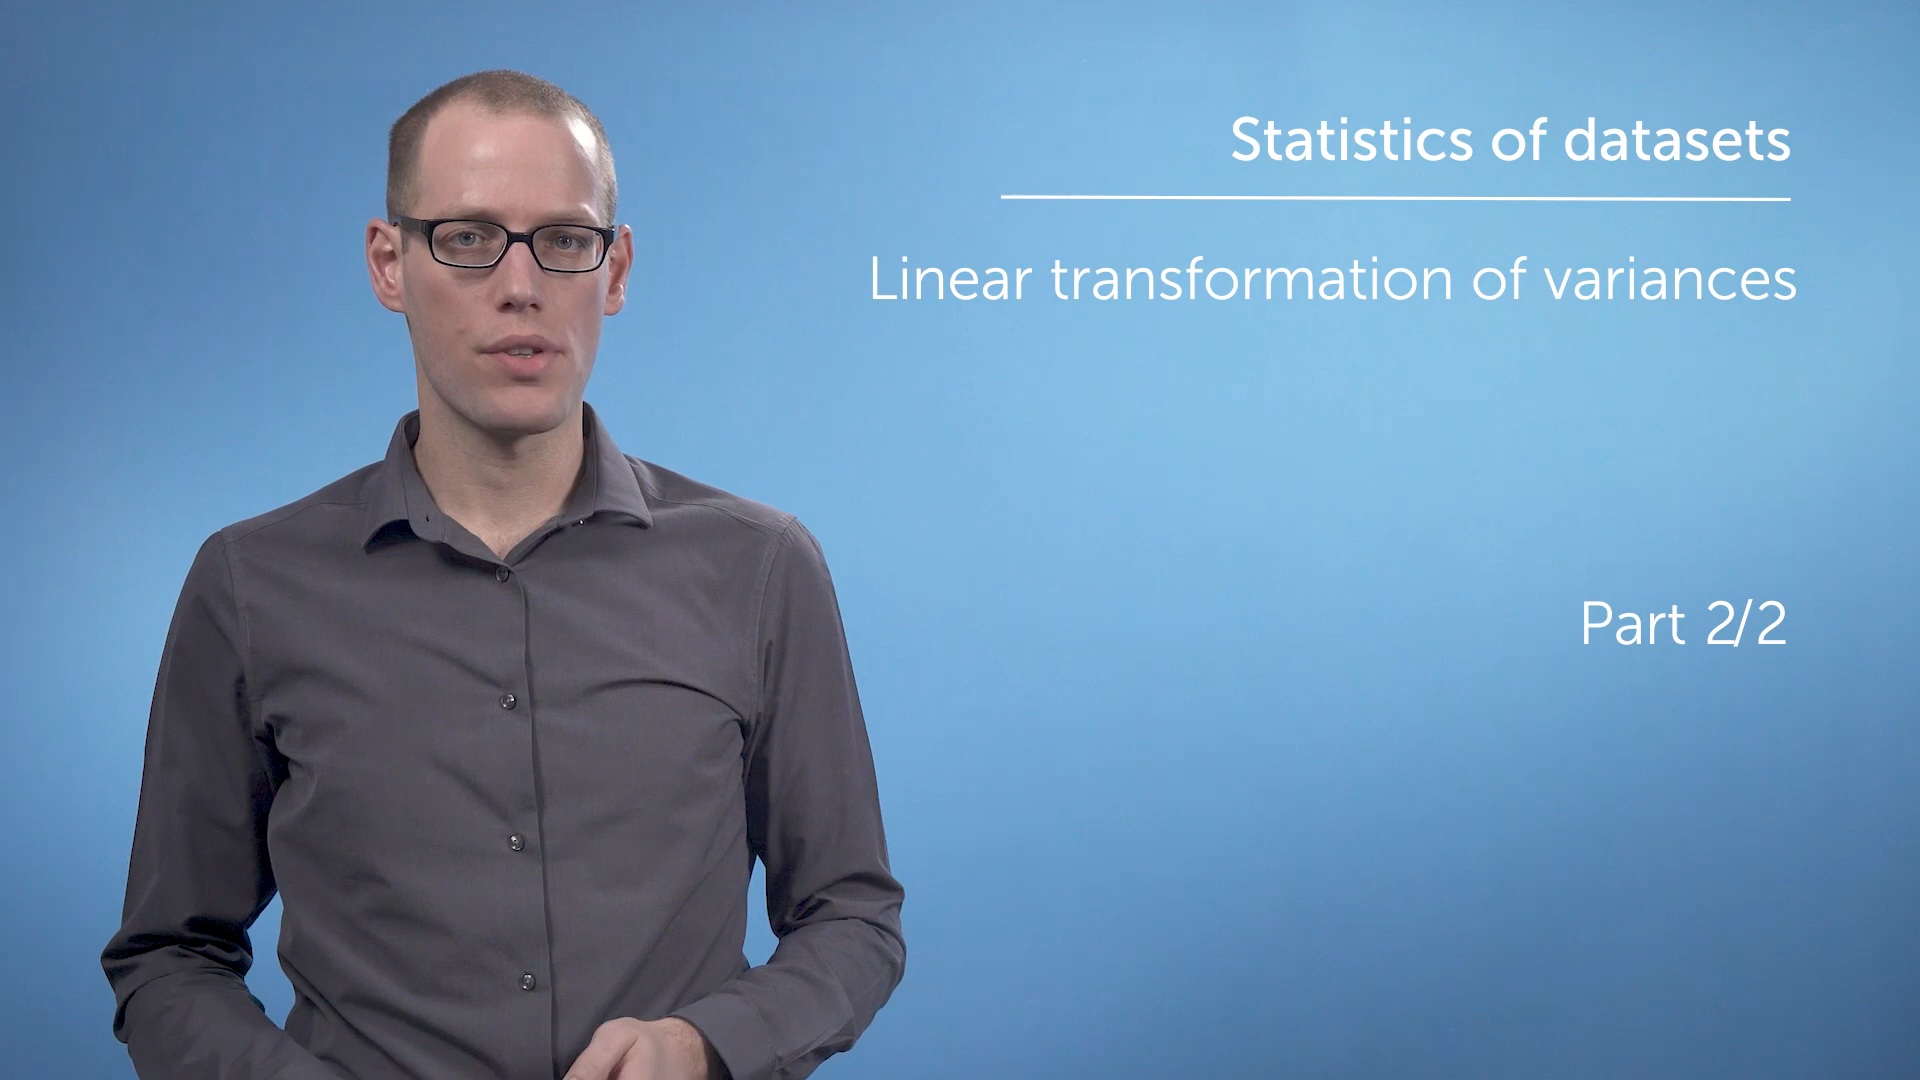 Statistics of datasets
Linear transformation of variances
Part 2/2